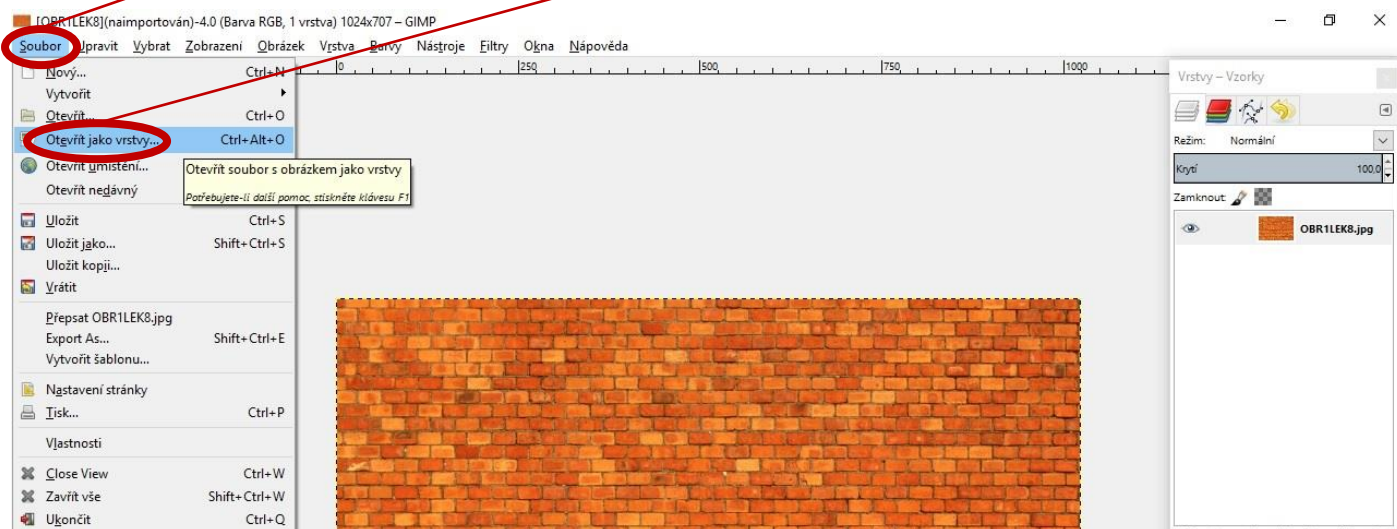 [OBR1LEK8](naimportován)-4.0 (Barva RGB, 1 vrstva) 1024x707 – GIMP
Soubor Upravit Vybrat Zobrazení Obrázek Vrstva Barvy Nástroje Filtry Okna Nápověda
0 250 500 750 1000
Nový... Ctrl+N
Vytvořit
Otevřít... Ctrl+O
Otevřít jako vrstvy... Ctrl+Alt+O
Otevřít umístění...
Otevřít nedávný
Otevřít soubor s obrázkem jako vrstvy
Potřebujete-li další pomoc, stiskněte klávesu F1
Uložit Ctrl+S
Uložit jako... Shift+Ctrl+S
Uložit kopji...
Vrátit
Přepsat OBR1LEK8.jpg
Export As... Shift+Ctrl+E
Vytvořit šablonu...
Nastavení stránky
Tisk... Ctrl+P
Vlastnosti
Close View Ctrl+W
Zavřít vše Shift+Ctrl+W
Ukončit Ctrl+Q
Vrstvy – Vzorky
Režim: Normální
Krytí 100,0
Zamknout:
OBR1LEK8.jpg